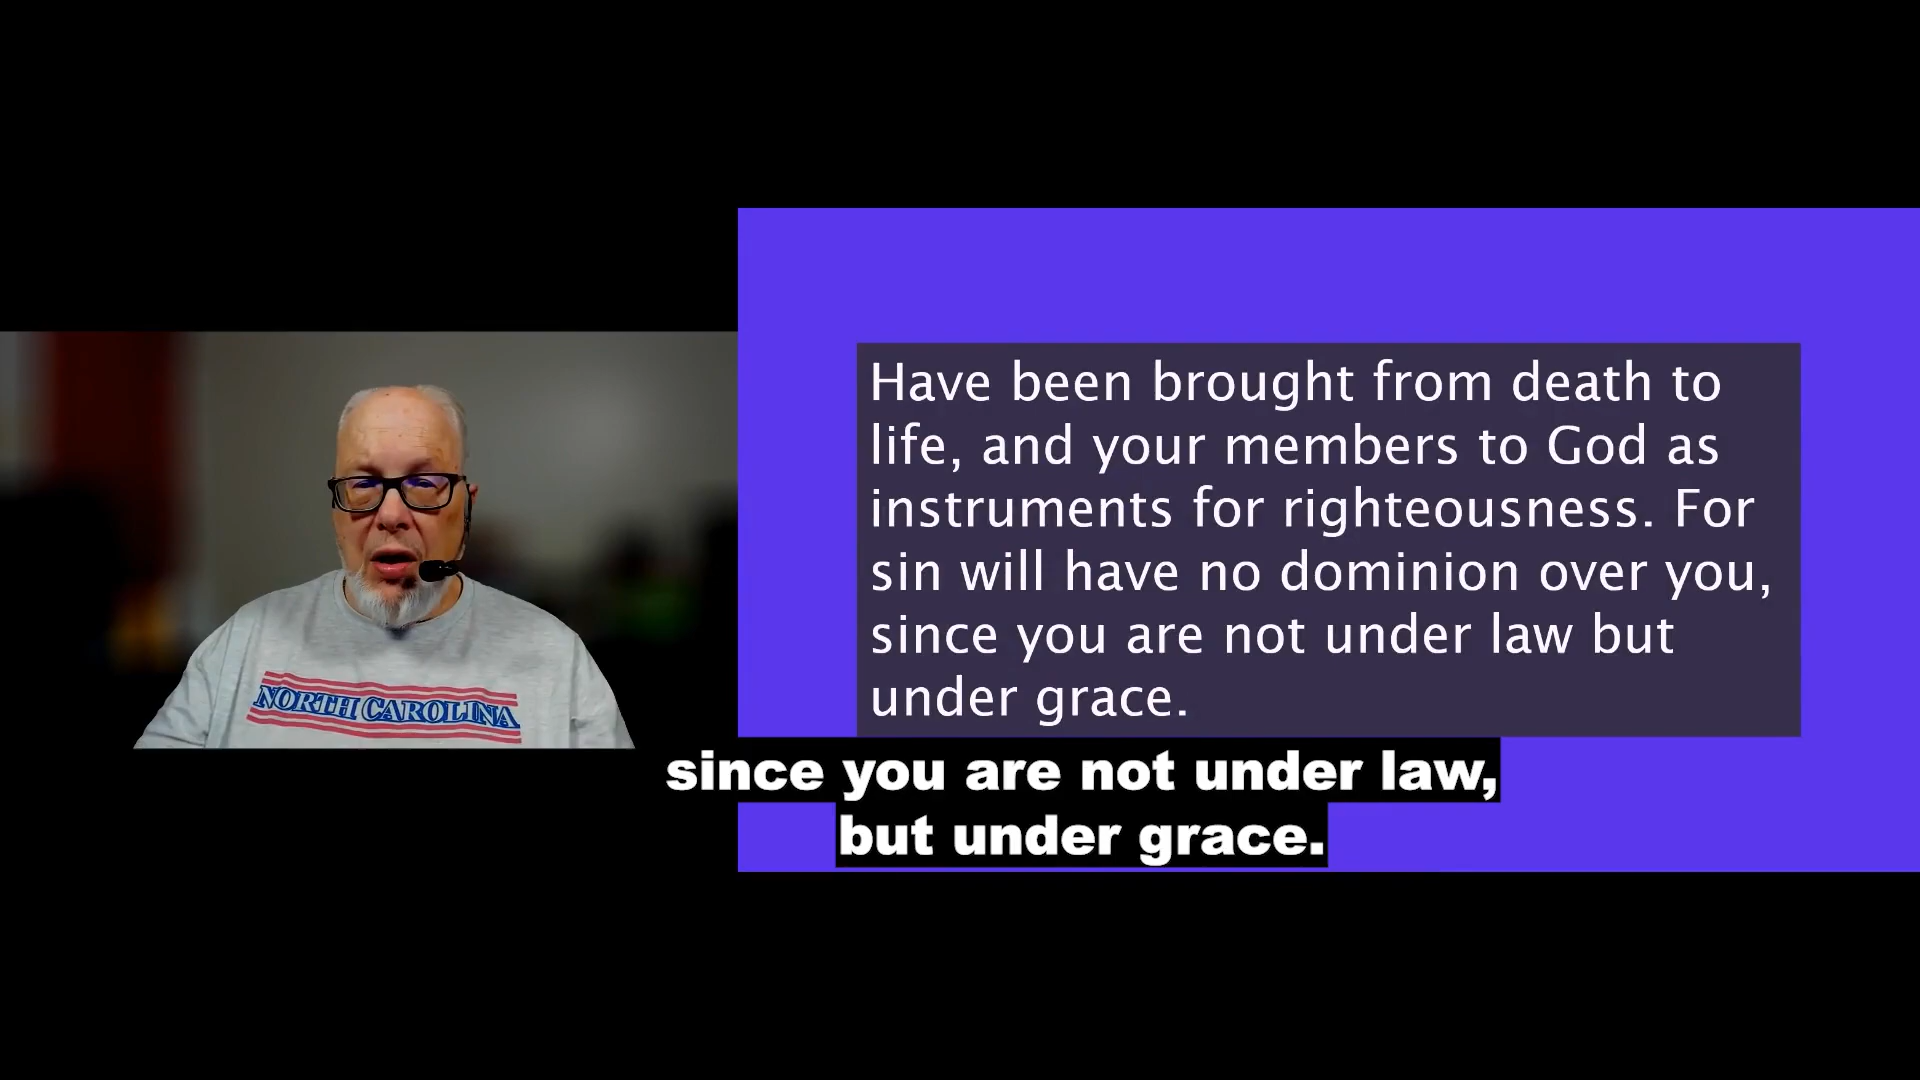 Have been brought from death to
life, and your members to God as
instruments for righteousness. For
sin will have no dominion over you,
since you are not under law but
under grace.
since you are not under law,
but under grace.
NORTH CAROLINA